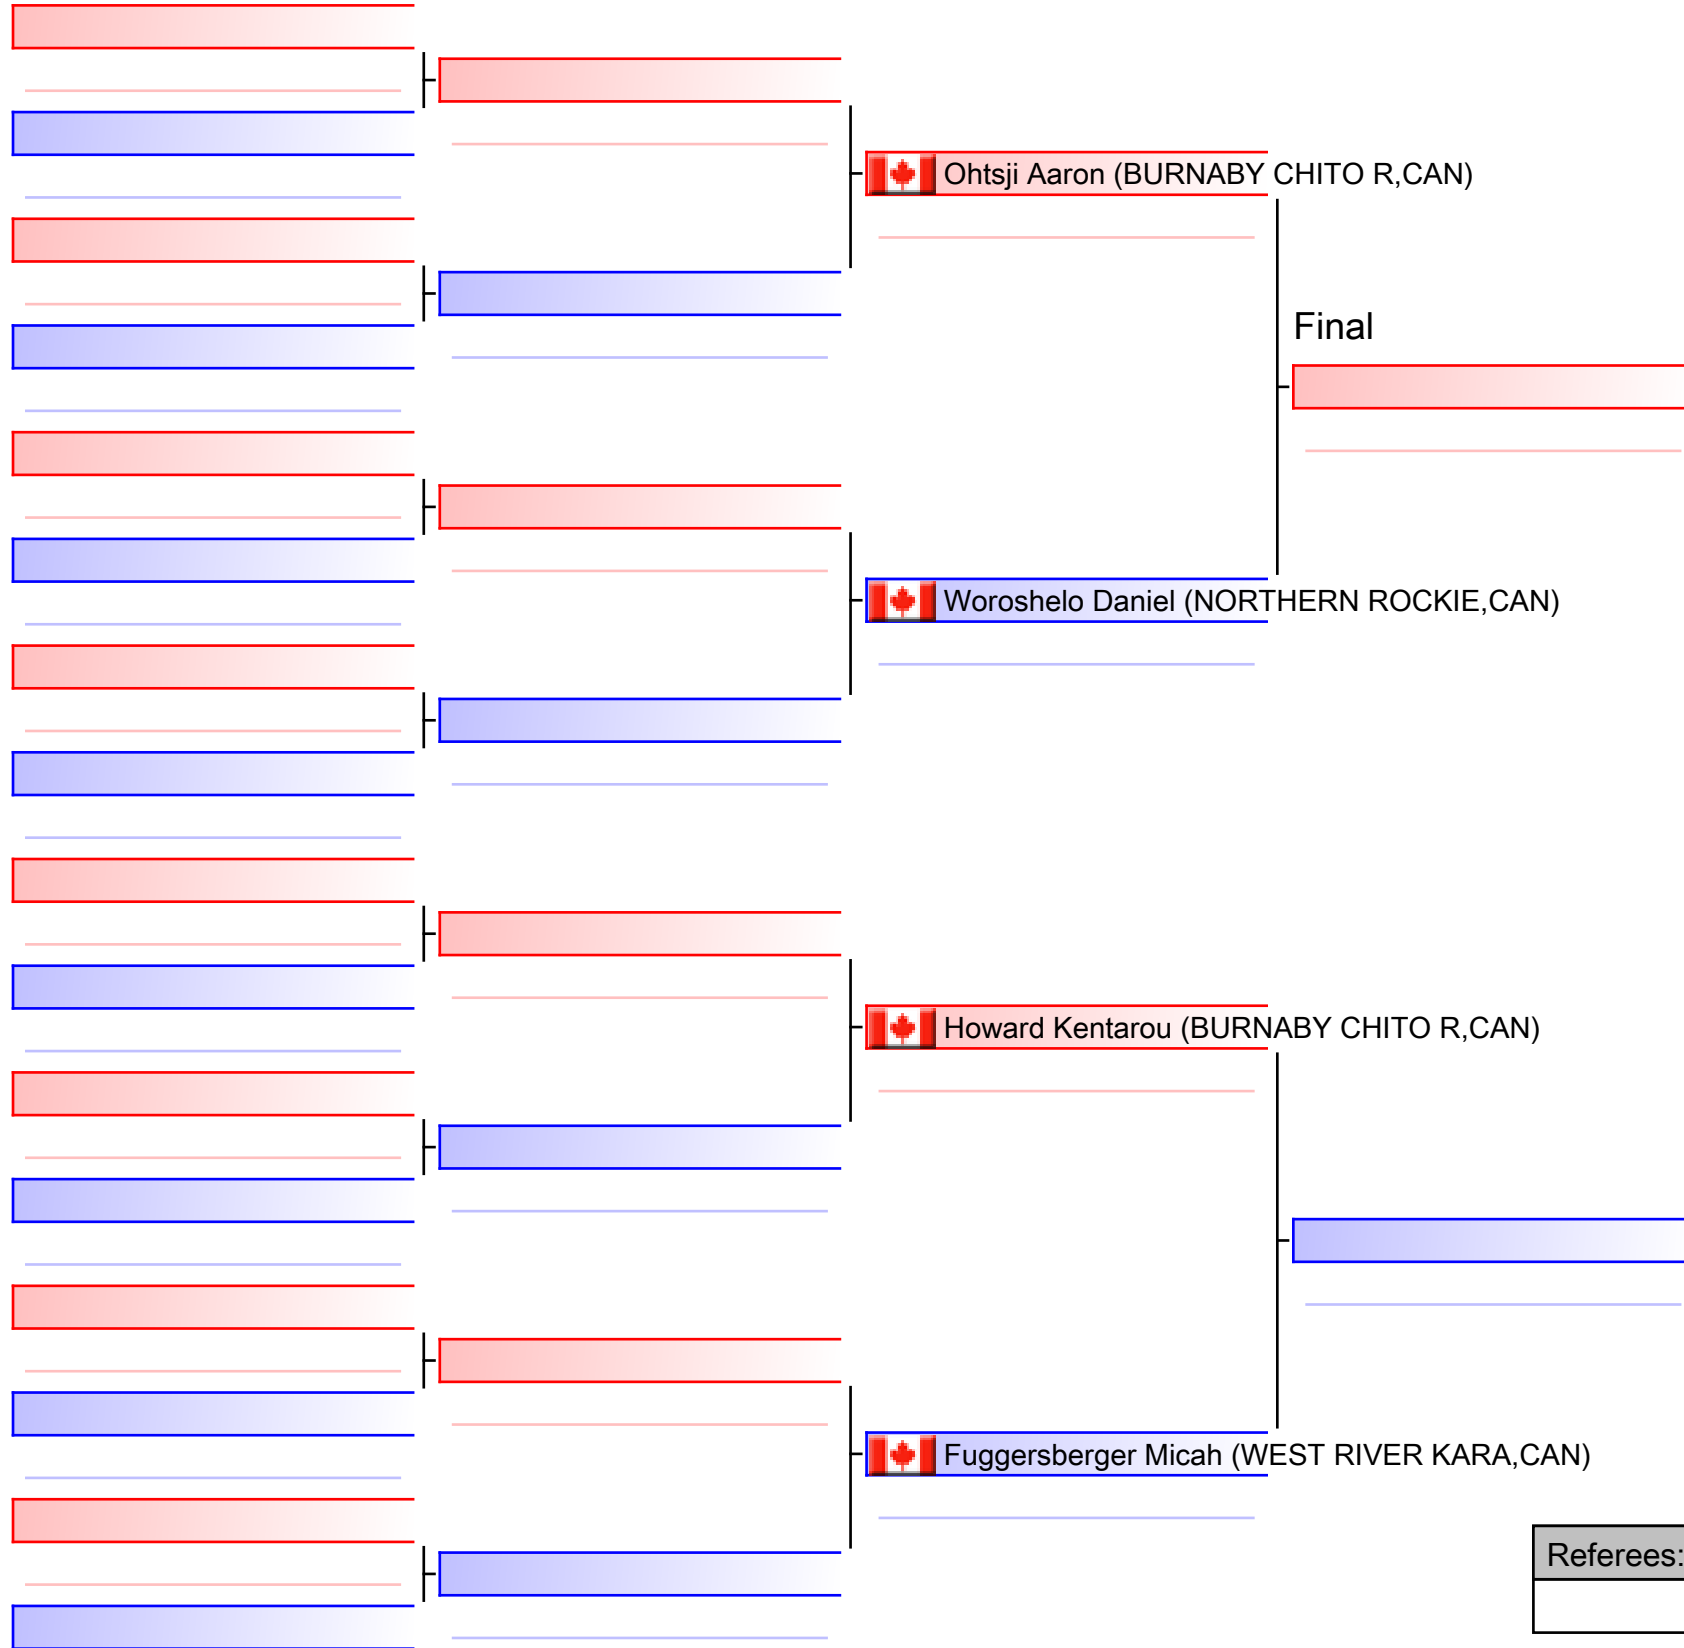 Ohtsji Aaron (BURNABY CHITO R,CAN)
Final
Woroshelo Daniel (NORTHERN ROCKIE,CAN)
Howard Kentarou (BURNABY CHITO R,CAN)
Fuggersberger Micah (WEST RIVER KARA,CAN)
Referees: